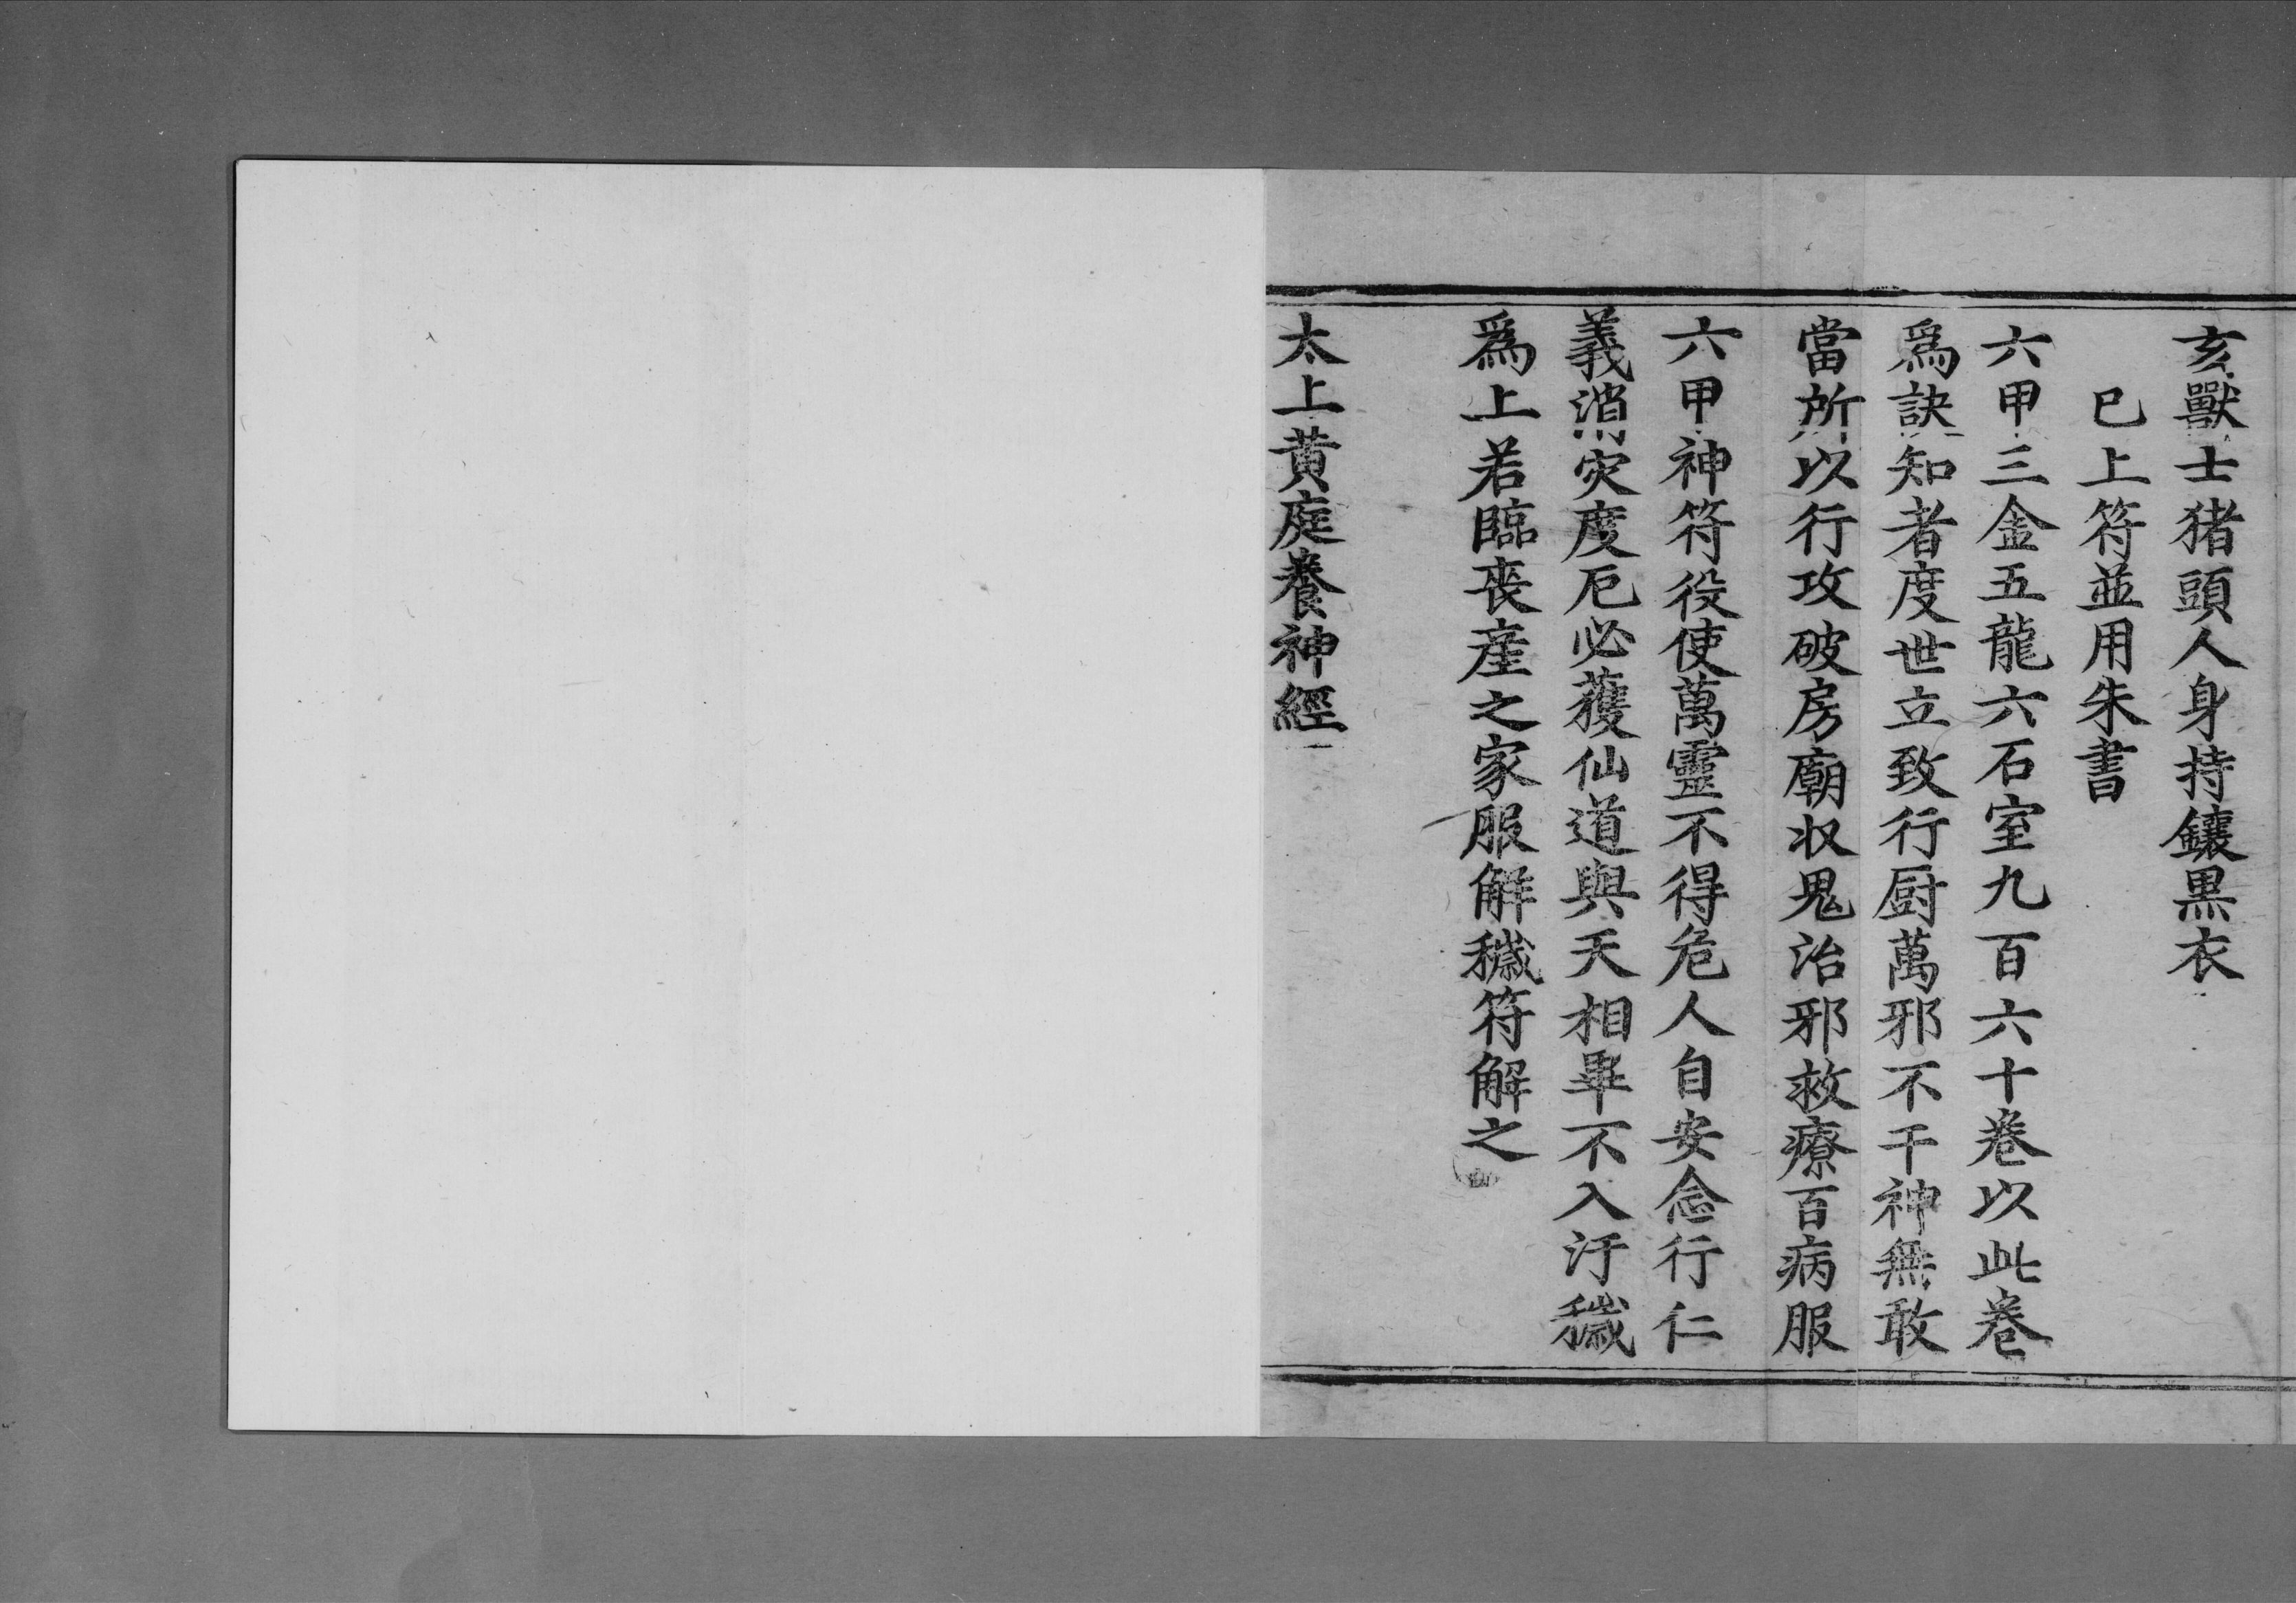 亥獸士猪頭人身持鑲黒衣
已上符並用朱書
六甲三金五龍六石室九百六十卷以此卷
爲訣知者度世立致行厨萬邪不干神無敢
當所以行攻破房廟収鬼治邪救療百病服
六甲神符役使萬靈不得危人自安念行仁
義消灾度厄必獲仙道與天相畢不入汙穢
爲上若臨喪産之家服解穢符解之
太上黄庭養神經